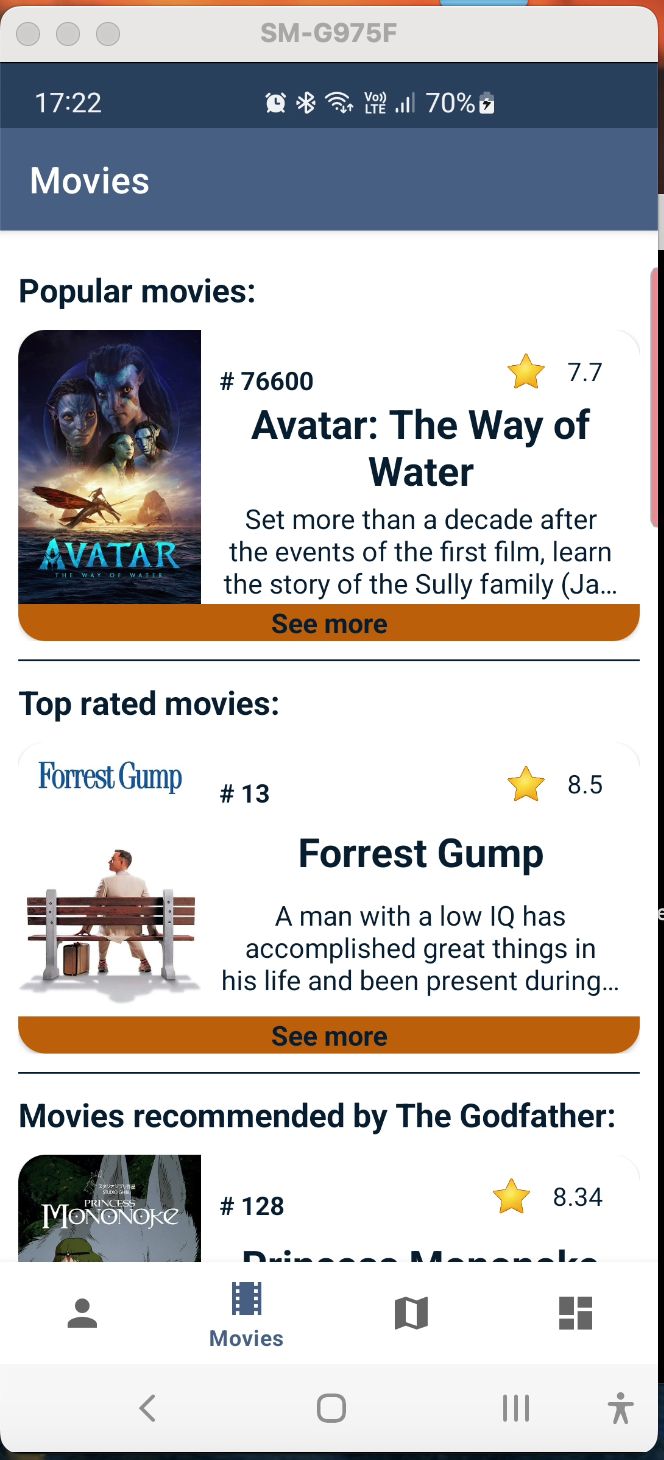 SM-G975F
17:22
Vo))
LTE
70%
Movies
Popular movies:
AVATAR
THE WAY OF WATER
# 76600
7.7
Avatar: The Way of
Water
Set more than a decade after
the events of the first film, learn
the story of the Sully family (Ja...
See more
Top rated movies:
Forrest Gump
# 13
8.5
Forrest Gump
A man with a low IQ has
accomplished great things in
his life and been present during...
See more
Movies recommended by The Godfather:
PRINCESS
MONONOKE
# 128
8.34
Princess Mononoke
Movies